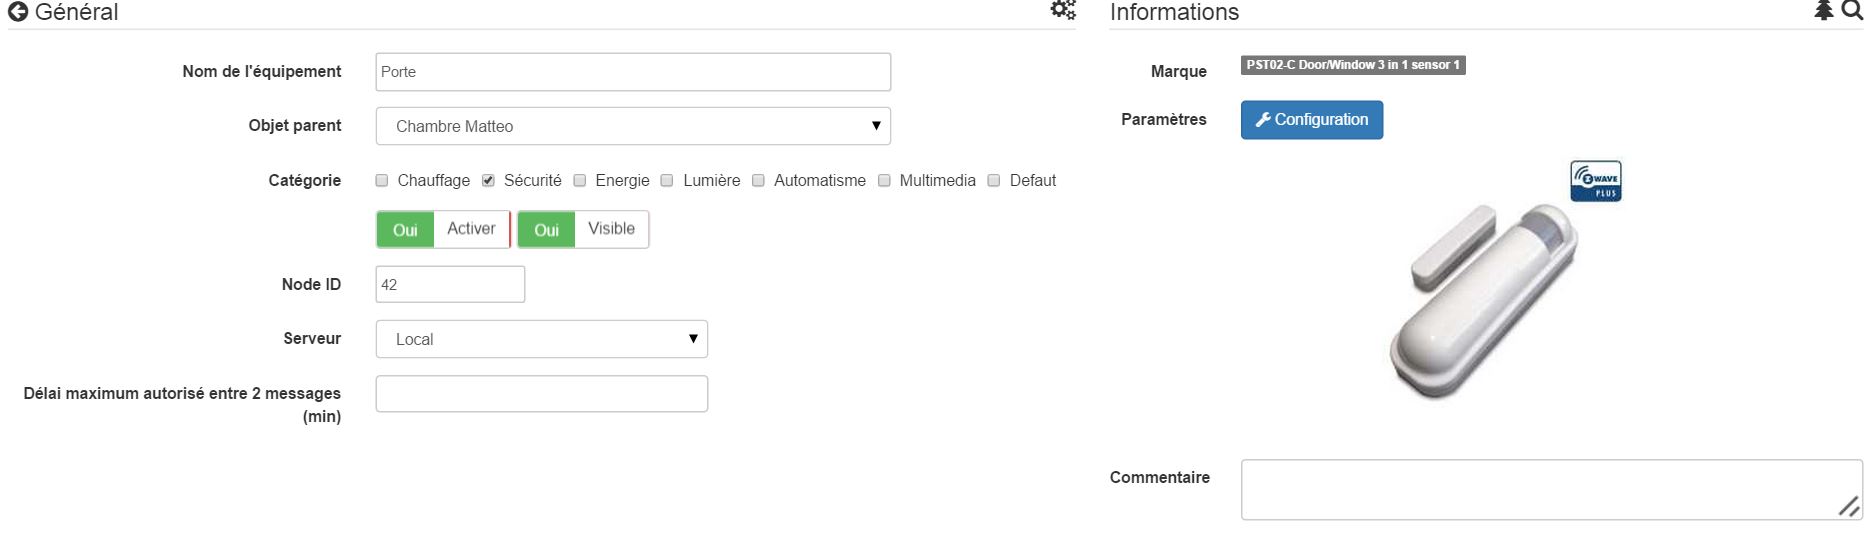 Général
Informations
Nom de l'équipement
Porte
Marque
PST02-C Door/Window 3 in 1 sensor 1
Objet parent
Chambre Matteo
Paramètres
Configuration
Catégorie
Chauffage Sécurité Energie Lumière Automatisme Multimedia Defaut
Z WAVE
PLUS
Oui Activer Oui Visible
Node ID
42
Serveur
Local
Délai maximum autorisé entre 2 messages
(min)
Commentaire